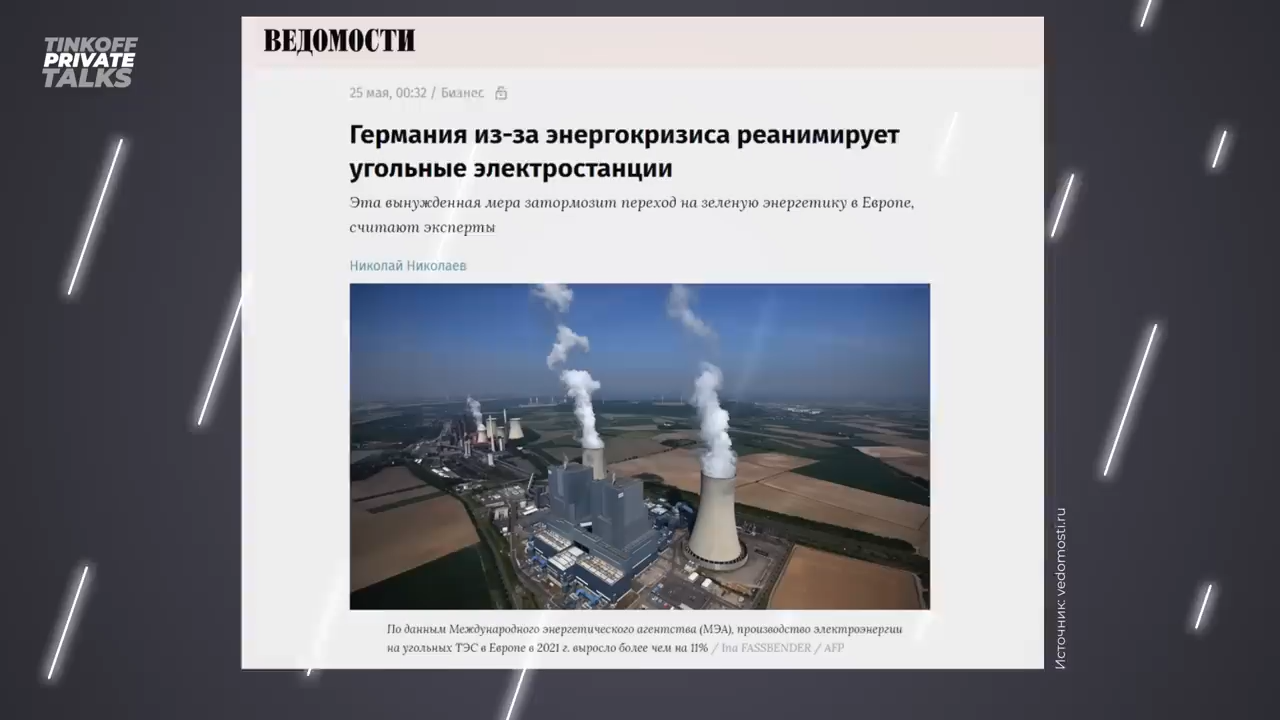 TINKOFF
PRIVATE
TALKS
ВЕДОМОСТИ
25 мая, 00:32 / Бизнес
Германия из-за энергокризиса реанимирует
угольные электростанции
Эта вынужденная мера затормозит переход на зеленую энергетику в Европе,
считают эксперты
Николай Николаев
По данным Международного энергетического агентства (МЭА), производство электроэнергии
на угольных ТЭС в Европе в 2021 г. выросло более чем на 11% / Ina FASSBENDER / AFP
Источник: vedomosti.ru